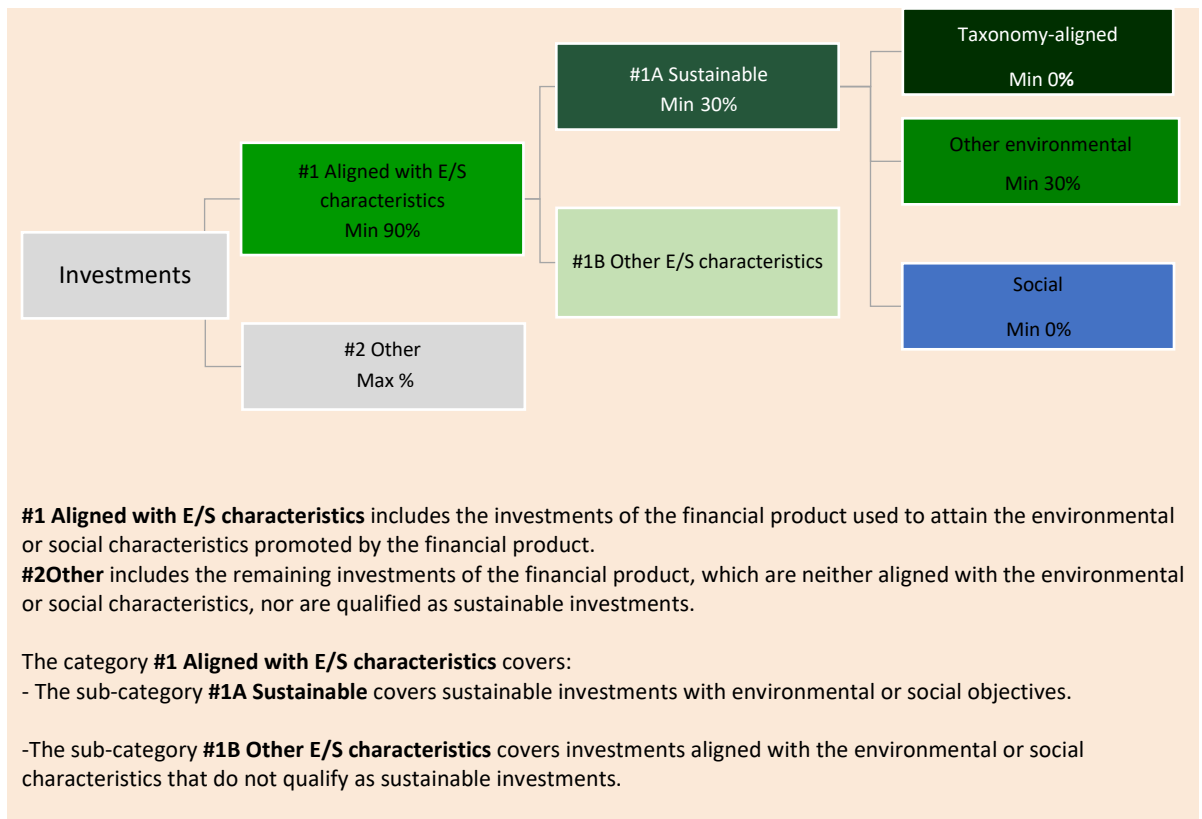 Taxonomy-aligned
Min 0%
#1A Sustainable
Min 30%
Other environmental
Min 30%
#1 Aligned with E/S
characteristics
Min 90%
#1B Other E/S characteristics
Investments
Social
Min 0%
#2 Other
Max %
#1 Aligned with E/S characteristics includes the investments of the financial product used to attain the environmental
or social characteristics promoted by the financial product.
#2Other includes the remaining investments of the financial product, which are neither aligned with the environmental
or social characteristics, nor are qualified as sustainable investments.
The category #1 Aligned with E/S characteristics covers:
- The sub-category #1A Sustainable covers sustainable investments with environmental or social objectives.
-The sub-category #1B Other E/S characteristics covers investments aligned with the environmental or social
characteristics that do not qualify as sustainable investments.